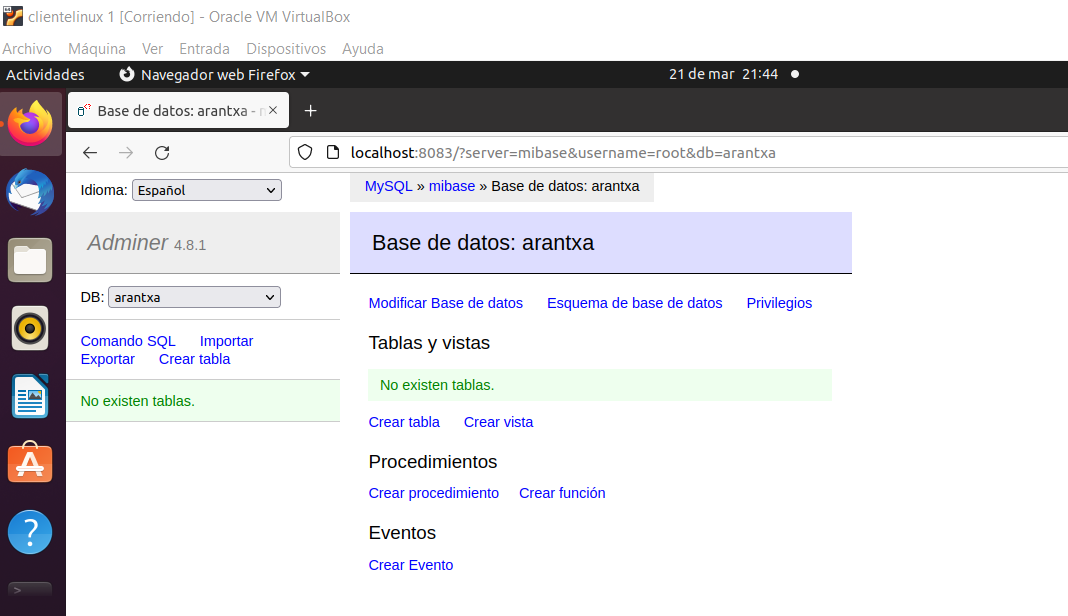 clientelinux 1 [Corriendo] - Oracle VM VirtualBox
Archivo Máquina Ver Entrada Dispositivos Ayuda
Actividades Navegador web Firefox 21 de mar 21:44
Base de datos: arantxa -
localhost:8083/?server=mibase&username=root&db=arantxa
Idioma: Español
MySQL » mibase » Base de datos: arantxa
Adminer 4.8.1
Base de datos: arantxa
DB: arantxa
Modificar Base de datos Esquema de base de datos Privilegios
Comando SQL Importar
Exportar Crear tabla
No existen tablas.
Tablas y vistas
No existen tablas.
Crear tabla Crear vista
Procedimientos
Crear procedimiento Crear función
Eventos
Crear Evento